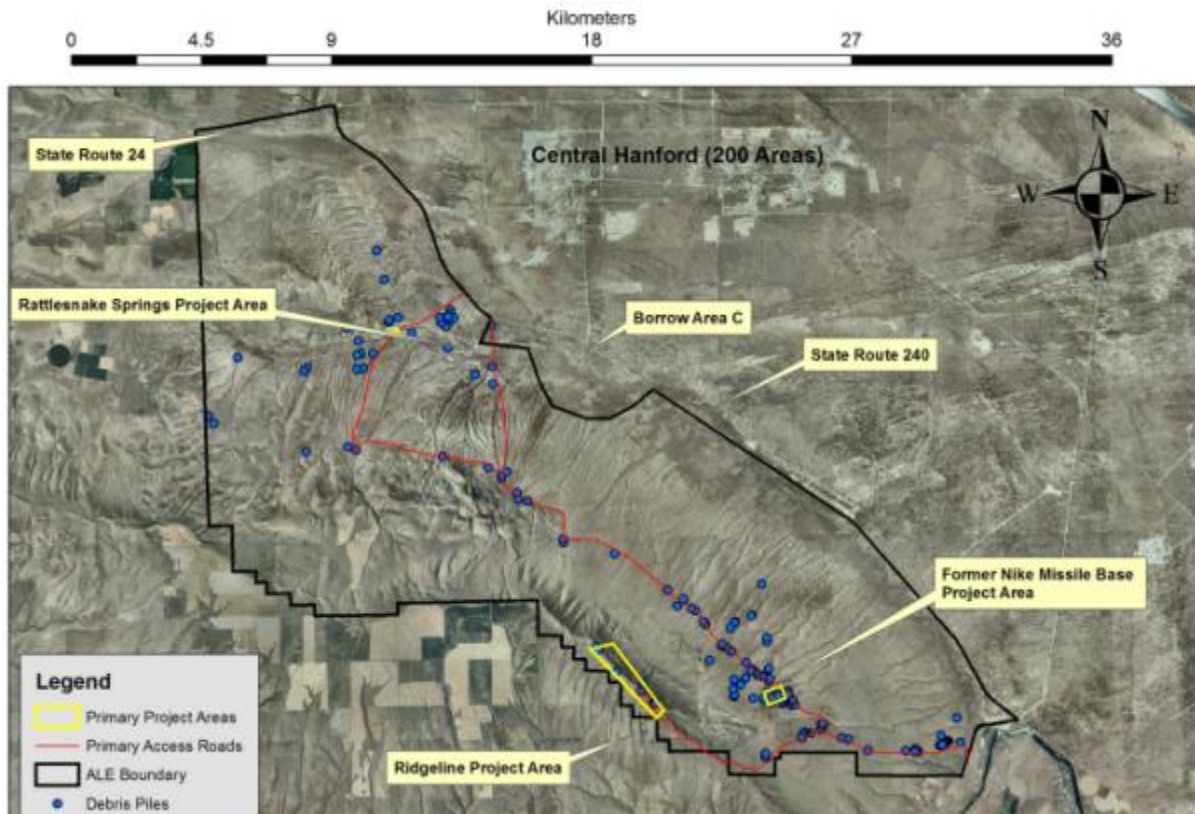 Kilometers
0 4.5 9 18 27 36
State Route 24
Central Hanford (200 Areas)
N
W E
S
Rattlesnake Springs Project Area
Borrow Area C
State Route 240
Former Nike Missile Base
Project Area
Legend
Primary Project Areas
Primary Access Roads
ALE Boundary
Debris Piles
Ridgeline Project Area